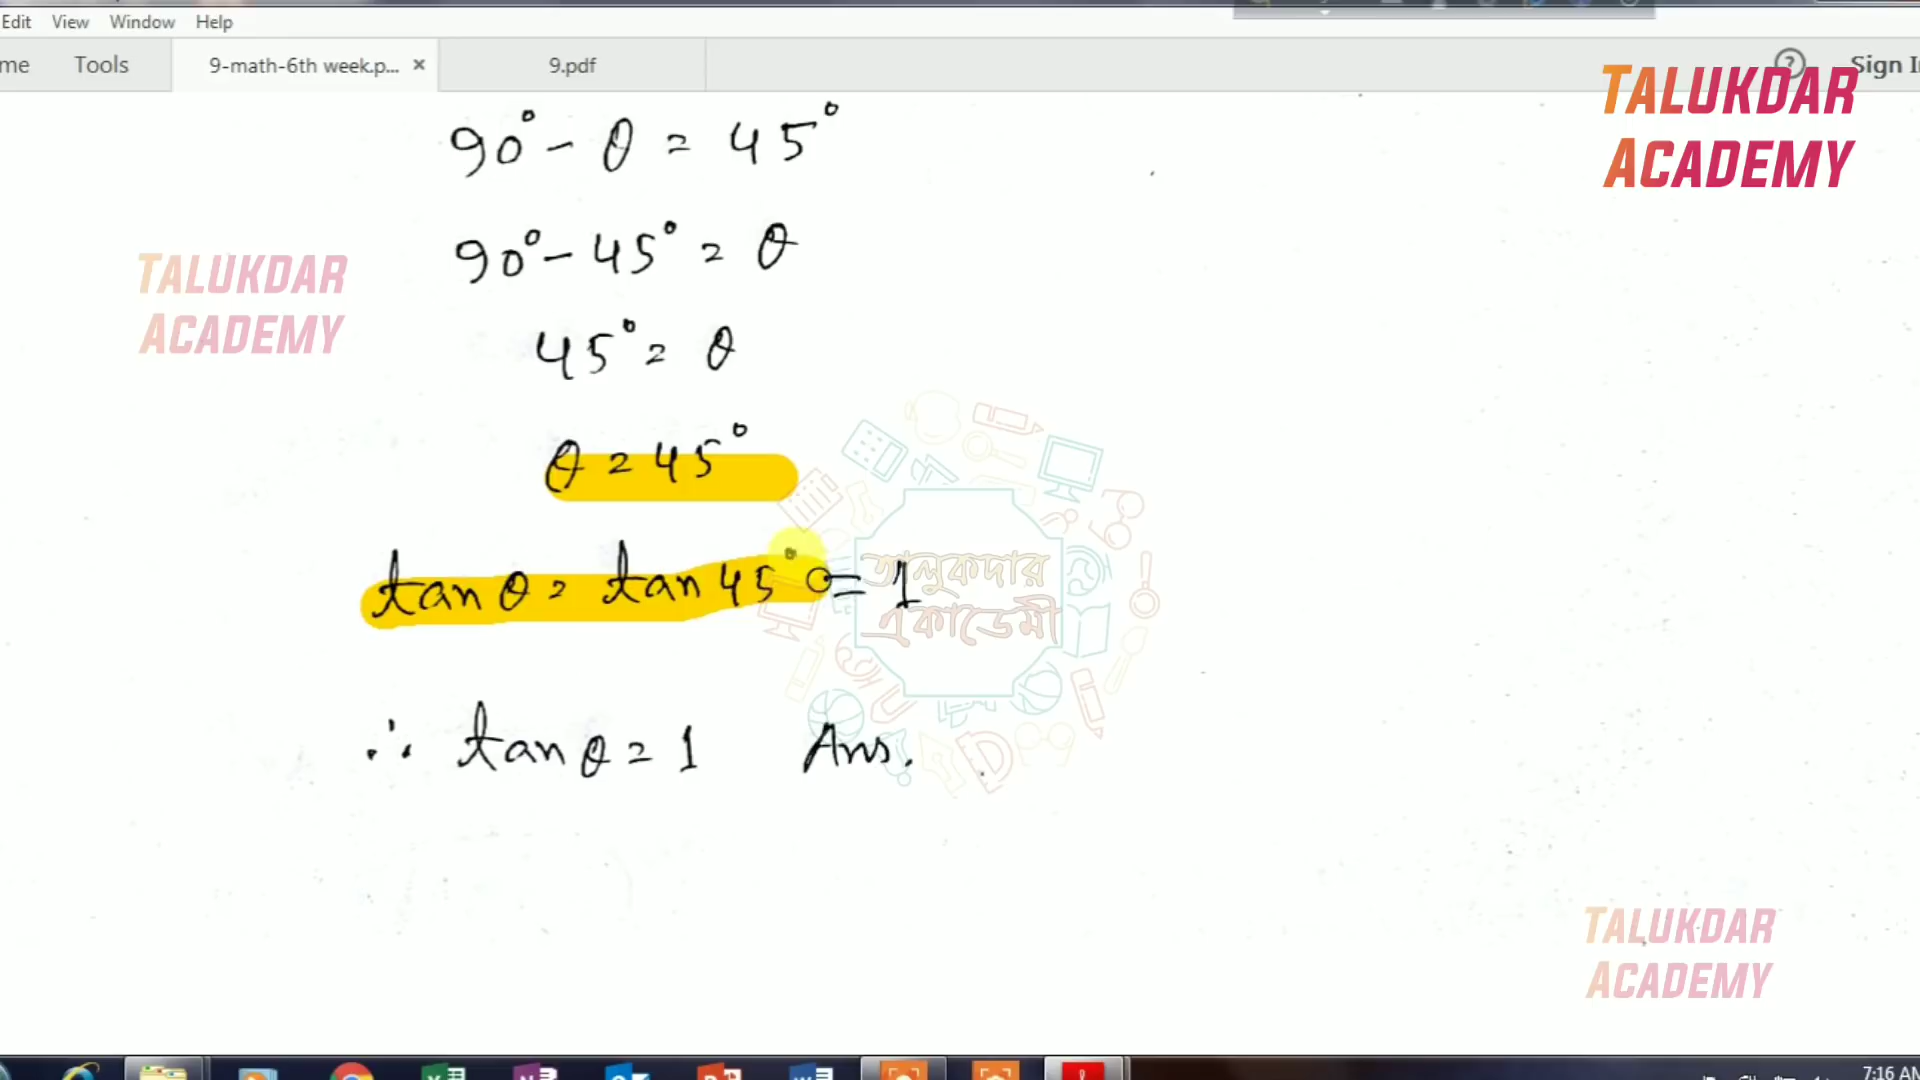 Edit View Window Help
me Tools 9-math-6th week.p... × 9.pdf ? Sign I
TALUKDAR
ACADEMY
90° - θ = 45°
90° - 45° = θ
TALUKDAR
ACADEMY
45° = θ
θ = 45°
tan θ = tan 45° = 1
তালুকদার
একাডেমী
∴ tan θ = 1 Ans.
TALUKDAR
ACADEMY
7:16 AM